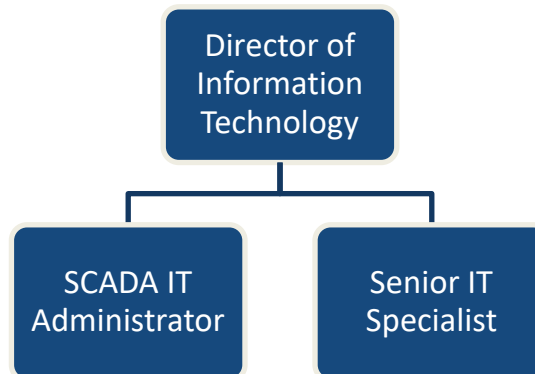 Director of
Information
Technology
SCADA IT
Administrator
Senior IT
Specialist